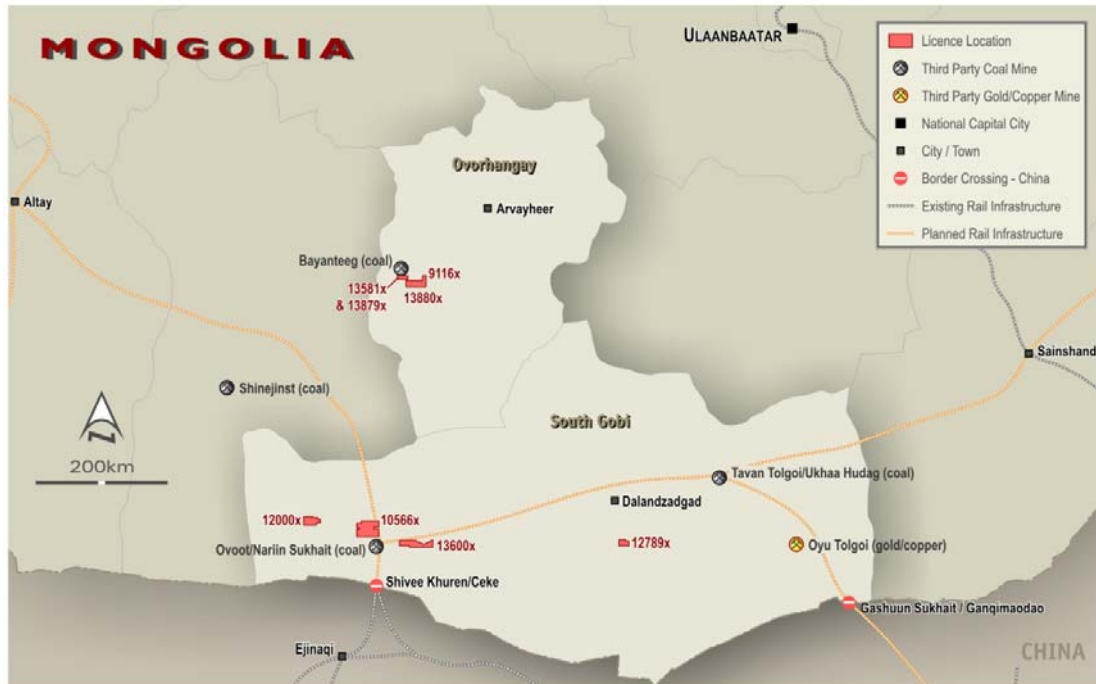 MONGOLIA
ULAANBAATAR
Licence Location
Third Party Coal Mine
Third Party Gold/Copper Mine
National Capital City
City / Town
Border Crossing - China
Existing Rail Infrastructure
Planned Rail Infrastructure
Ovorhangay
Altay
Arvayheer
Bayanteeg (coal)
9116x
13581x
& 13879x
13880x
Sainshand
Shinejinst (coal)
N
South Gobi
200km
Tavan Tolgoi/Ukhaa Hudag (coal)
Dalandzadgad
12000x
10566x
Ovoot/Nariin Sukhait (coal)
13600x
12789x
Oyu Tolgoi (gold/copper)
Shivee Khuren/Ceke
Gashuun Sukhait / Ganqimaodao
Ejinaqi
CHINA